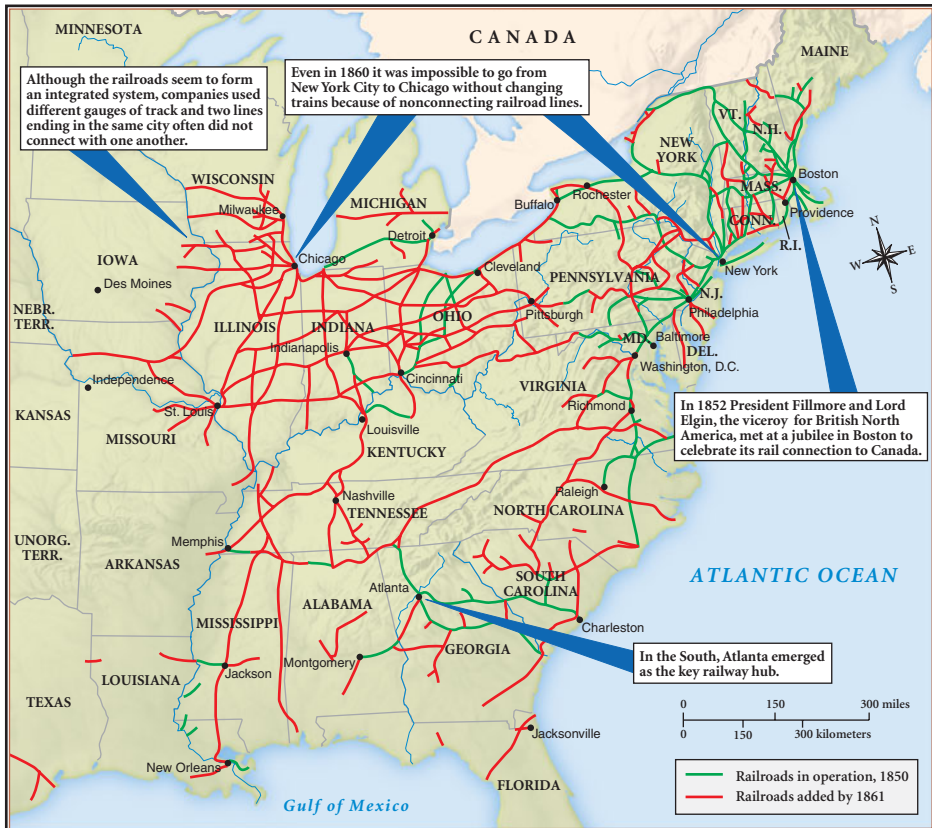 MINNESOTA
CANADA
MAINE
Although the railroads seem to form
an integrated system, companies used
different gauges of track and two lines
ending in the same city often did not
connect with one another.
Even in 1860 it was impossible to go from
New York City to Chicago without changing
trains because of nonconnecting railroad lines.
VT.
N.H.
NEW
YORK
WISCONSIN
Milwaukee
MICHIGAN
Detroit
Buffalo
Rochester
Boston
MASS.
Providence
CONN.
R.I.
N
E
W
S
Chicago
Cleveland
New York
IOWA
Des Moines
PENNSYLVANIA
N.J.
Philadelphia
NEBR.
TERR.
ILLINOIS
INDIANA
OHIO
Pittsburgh
Indianapolis
MD.
Baltimore
DEL.
Washington, D.C.
Independence
Cincinnati
VIRGINIA
KANSAS
St. Louis
Richmond
MISSOURI
Louisville
KENTUCKY
In 1852 President Fillmore and Lord
Elgin, the viceroy for British North
America, met at a jubilee in Boston to
celebrate its rail connection to Canada.
Nashville
TENNESSEE
Raleigh
NORTH CAROLINA
UNORG.
TERR.
Memphis
ARKANSAS
SOUTH
CAROLINA
ATLANTIC OCEAN
Atlanta
ALABAMA
MISSISSIPPI
Charleston
GEORGIA
Montgomery
In the South, Atlanta emerged
as the key railway hub.
LOUISIANA
Jackson
TEXAS
0 150 300 miles
0 150 300 kilometers
Jacksonville
New Orleans
FLORIDA
Gulf of Mexico
Railroads in operation, 1850
Railroads added by 1861